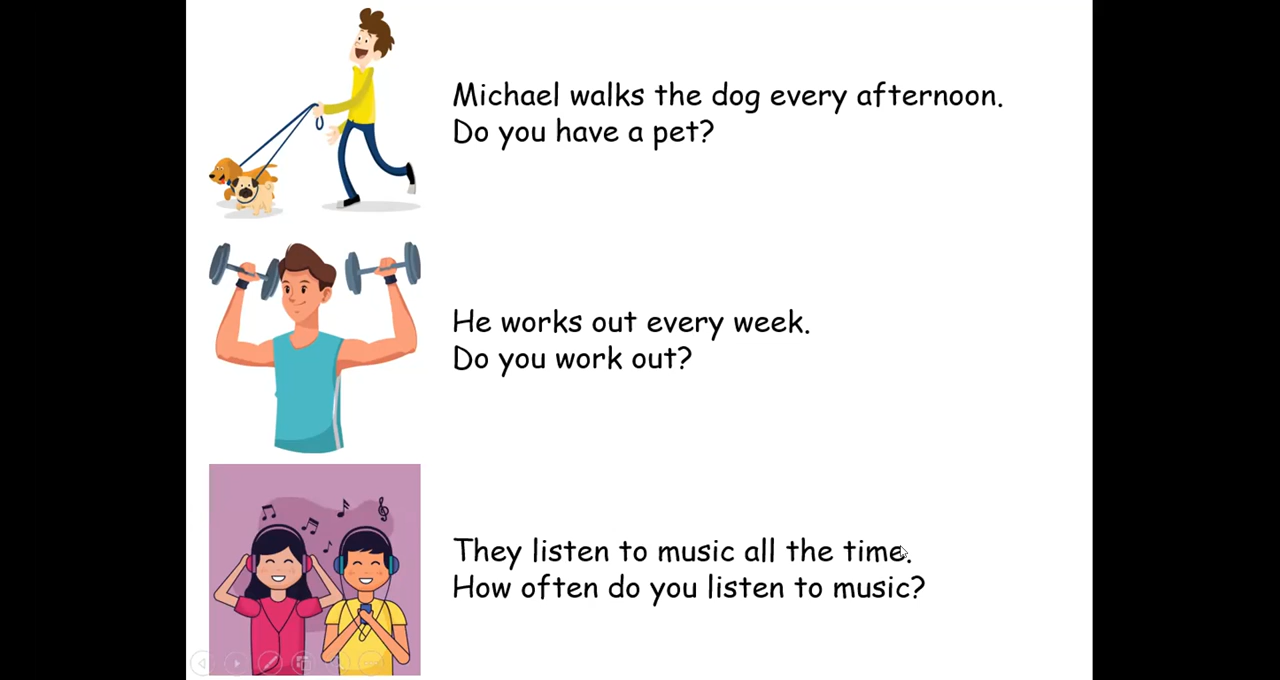 Michael walks the dog every afternoon.
Do you have a pet?
He works out every week.
Do you work out?
They listen to music all the time.
How often do you listen to music?